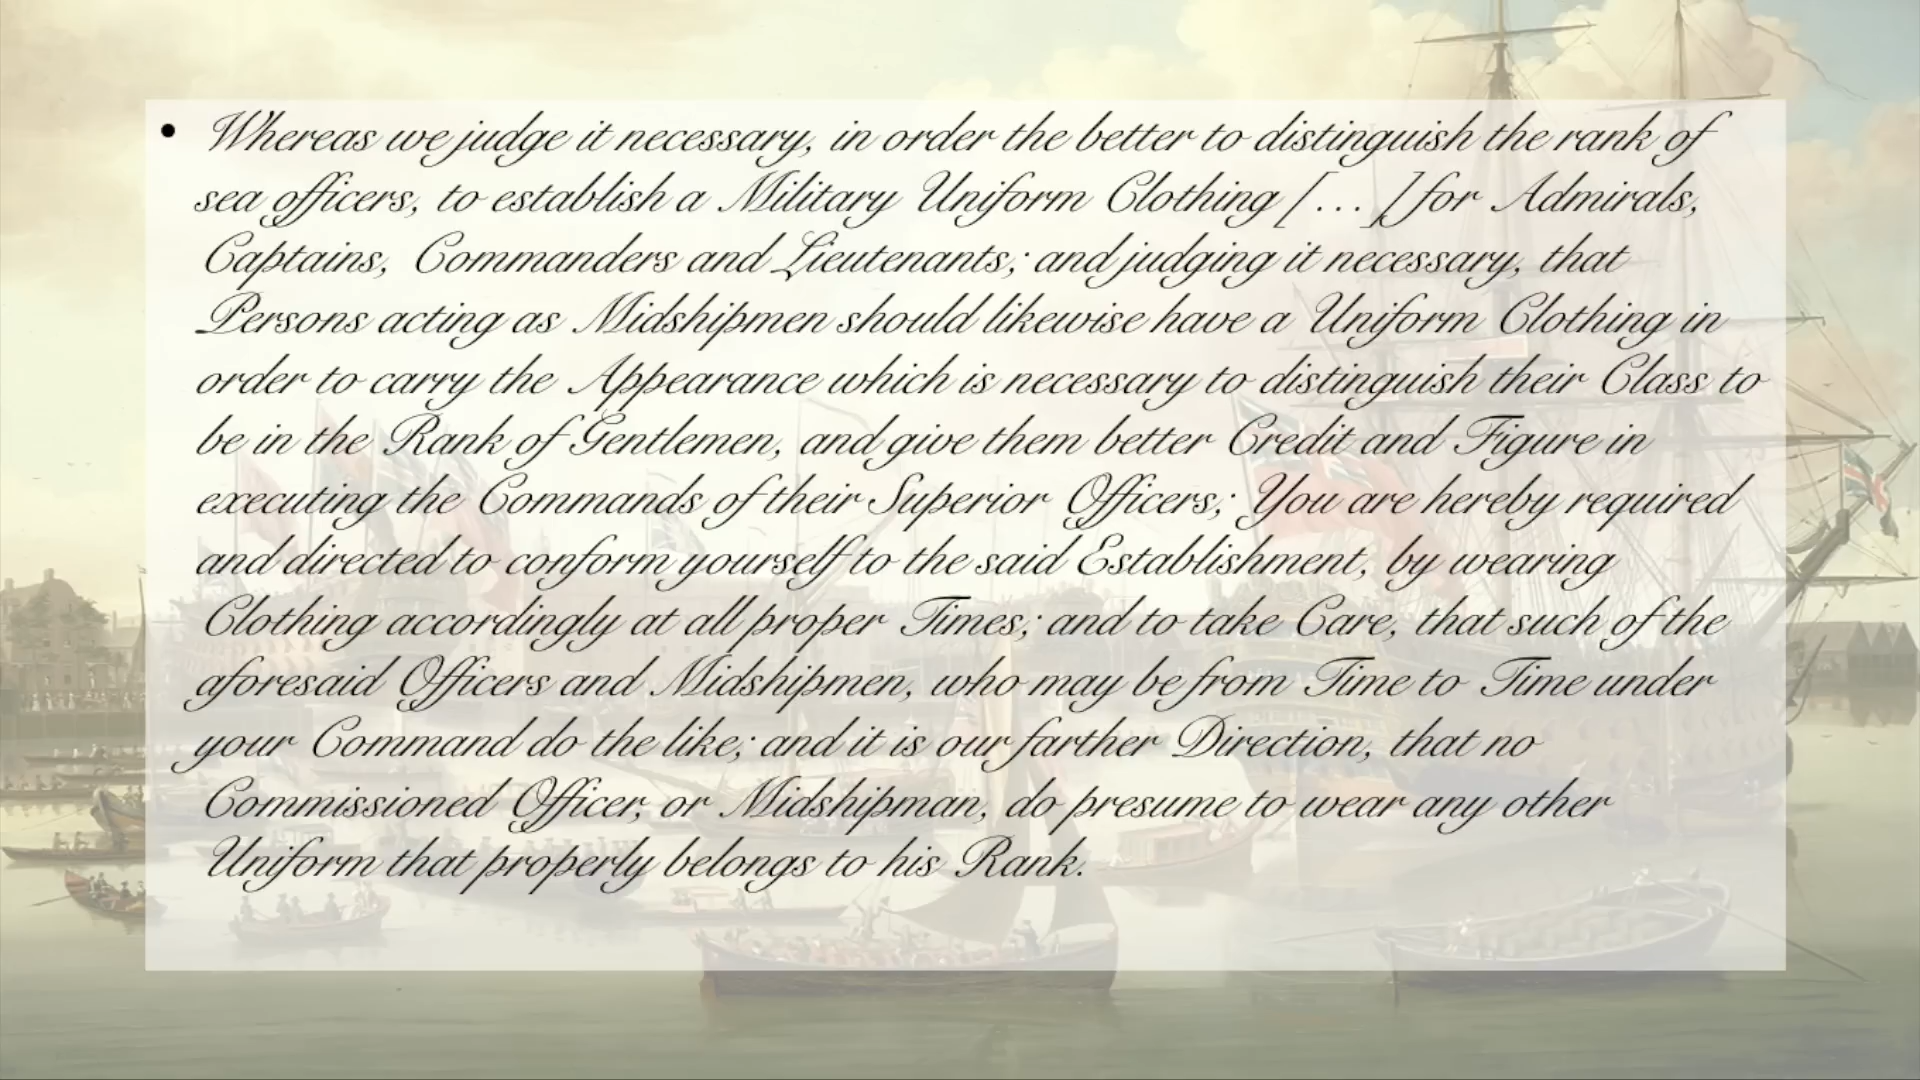 • Whereas we judge it necessary, in order the better to distinguish the rank of
sea officers, to establish a Military Uniform Clothing [... ] for Admirals,
Captains, Commanders and Lieutenants; and judging it necessary, that
Persons acting as Midshipmen should likewise have a Uniform Clothing in
order to carry the Appearance which is necessary to distinguish their Class to
be in the Rank of Gentlemen, and give them better Credit and Figure in
executing the Commands of their Superior Officers; You are hereby required
and directed to conform yourself to the said Establishment, by wearing
Clothing accordingly at all proper Times; and to take Care, that such of the
aforesaid Officers and Midshipmen, who may be from Time to Time under
your Command do the like; and it is our farther Direction, that no
Commissioned Officer, or Midshipman, do presume to wear any other
Uniform that properly belongs to his Rank.